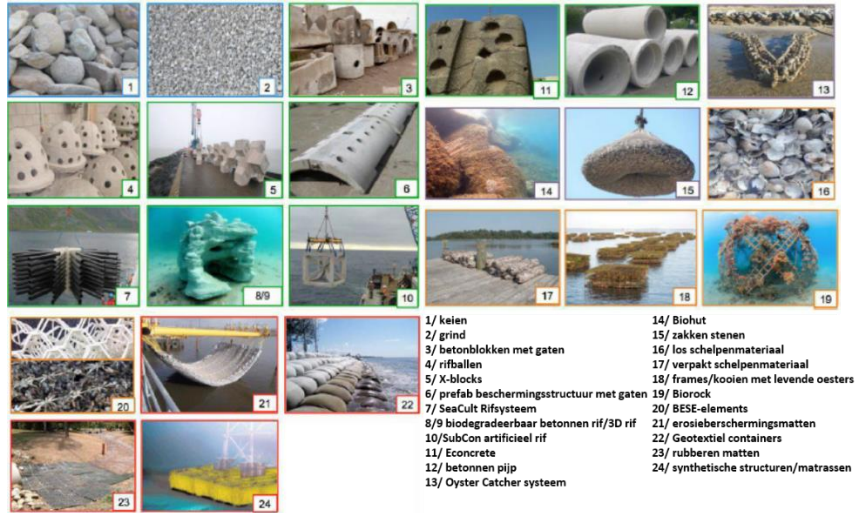 1
2
3
11
12
13
4
5
6
14
15
16
7
8/9
10
17
18
19
20
21
22
23
24
1/ keien
2/ grind
3/ betonblokken met gaten
4/ rifballen
5/ X-blocks
6/ prefab beschermingsstructuur met gaten
7/ SeaCult Rifsysteem
8/9 biodegradeerbaar betonnen rif/3D rif
10/SubCon artificieel rif
11/ Econcrete
12/ betonnen pijp
13/ Oyster Catcher systeem
14/ Biohut
15/ zakken stenen
16/ los schelpenmateriaal
17/ verpakt schelpenmateriaal
18/ frames/kooien met levende oesters
19/ Biorock
20/ BESE-elements
21/ erosieberschermingsmatten
22/ Geotextiel containers
23/ rubberen matten
24/ synthetische structuren/matrassen